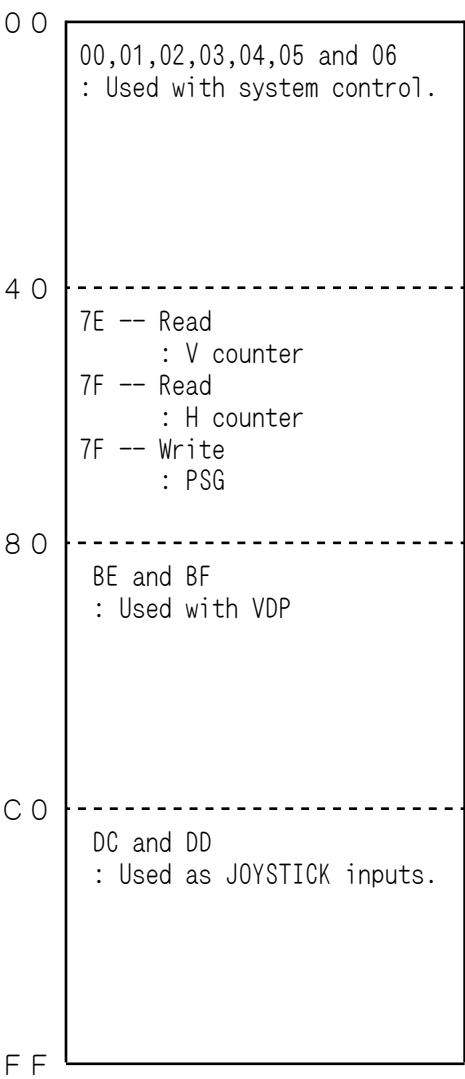 00
00,01,02,03,04,05 and 06
: Used with system control.
40
7E -- Read
: V counter
7F -- Read
: H counter
7F -- Write
: PSG
80
BE and BF
: Used with VDP
C0
DC and DD
: Used as JOYSTICK inputs.
FF